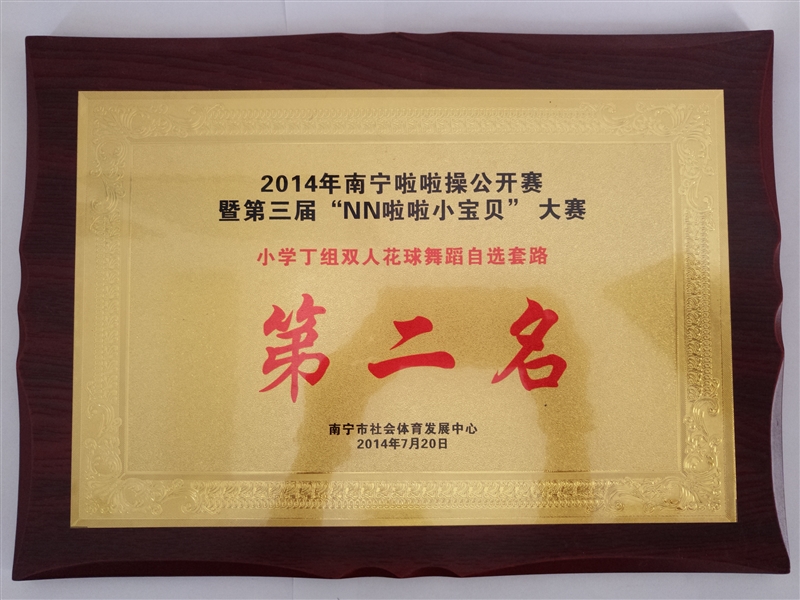 2014年南宁啦啦操公开赛
暨第三届“NN啦啦小宝贝” 大赛
小学丁组双人花球舞蹈自选套路
第二名
南宁市社会体育发展中心
2014年7月20日